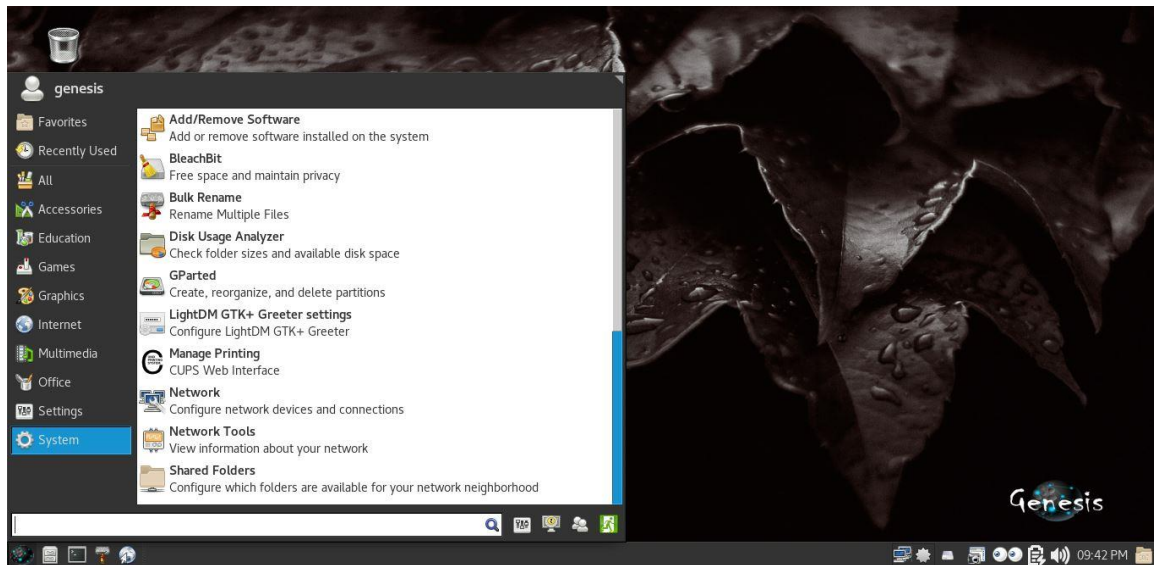 genesis
Favorites
Recently Used
All
Accessories
Education
Games
Graphics
Internet
Multimedia
Office
Settings
System
Add/Remove Software
Add or remove software installed on the system
BleachBit
Free space and maintain privacy
Bulk Rename
Rename Multiple Files
Disk Usage Analyzer
Check folder sizes and available disk space
GParted
Create, reorganize, and delete partitions
LightDM GTK+ Greeter settings
Configure LightDM GTK+ Greeter
Manage Printing
CUPS Web Interface
Network
Configure network devices and connections
Network Tools
View information about your network
Shared Folders
Configure which folders are available for your network neighborhood
Genesis
09:42 PM